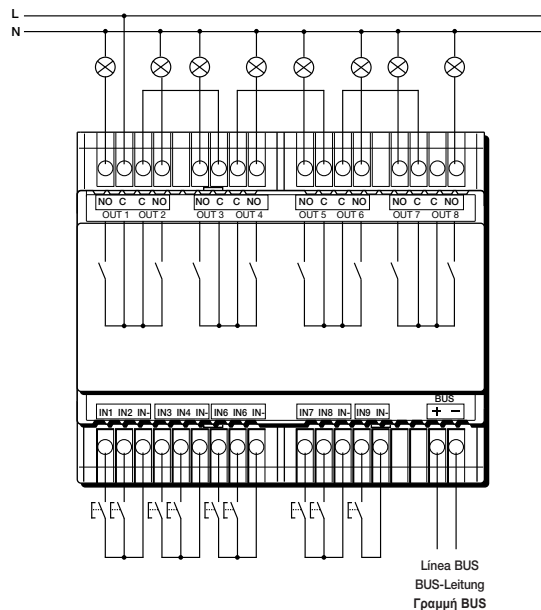 L
N
NO C C NO NO C C NO NO C C NO NO C C NO
OUT 1 OUT 2 OUT 3 OUT 4 OUT 5 OUT 6 OUT 7 OUT 8
BUS
IN1 IN2 IN- IN3 IN4 IN- IN6 IN6 IN- IN7 IN8 IN- IN9 IN- + −
Línea BUS
BUS-Leitung
Γραμμή BUS